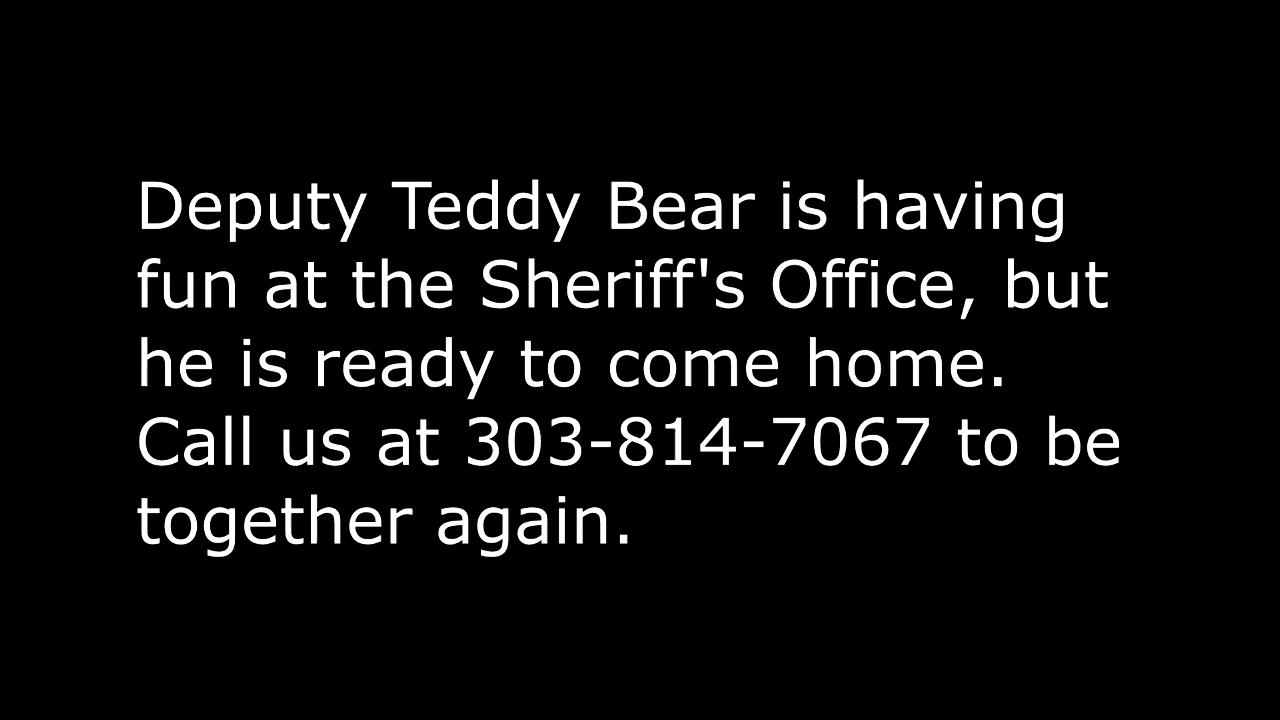 Deputy Teddy Bear is having
fun at the Sheriff's Office, but
he is ready to come home.
Call us at 303-814-7067 to be
together again.